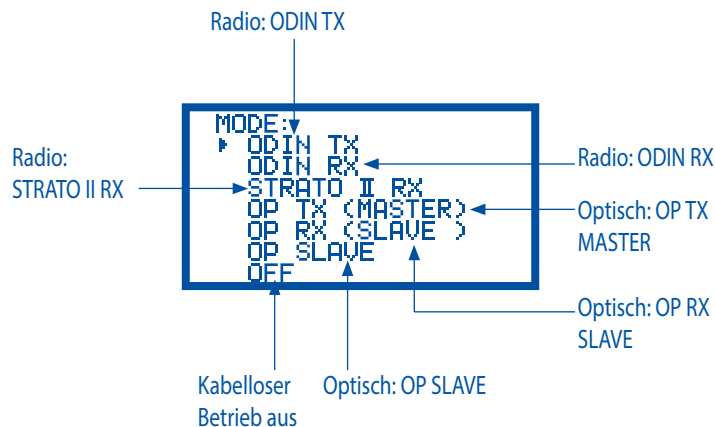 Radio: ODIN TX
MODE:
ODIN TX
ODIN RX
STRATO II RX
OP TX (MASTER)
OP RX (SLAVE )
OP SLAVE
OFF
Radio:
STRATO II RX
Radio: ODIN RX
Optisch: OP TX
MASTER
Optisch: OP RX
SLAVE
Kabelloser
Betrieb aus
Optisch: OP SLAVE